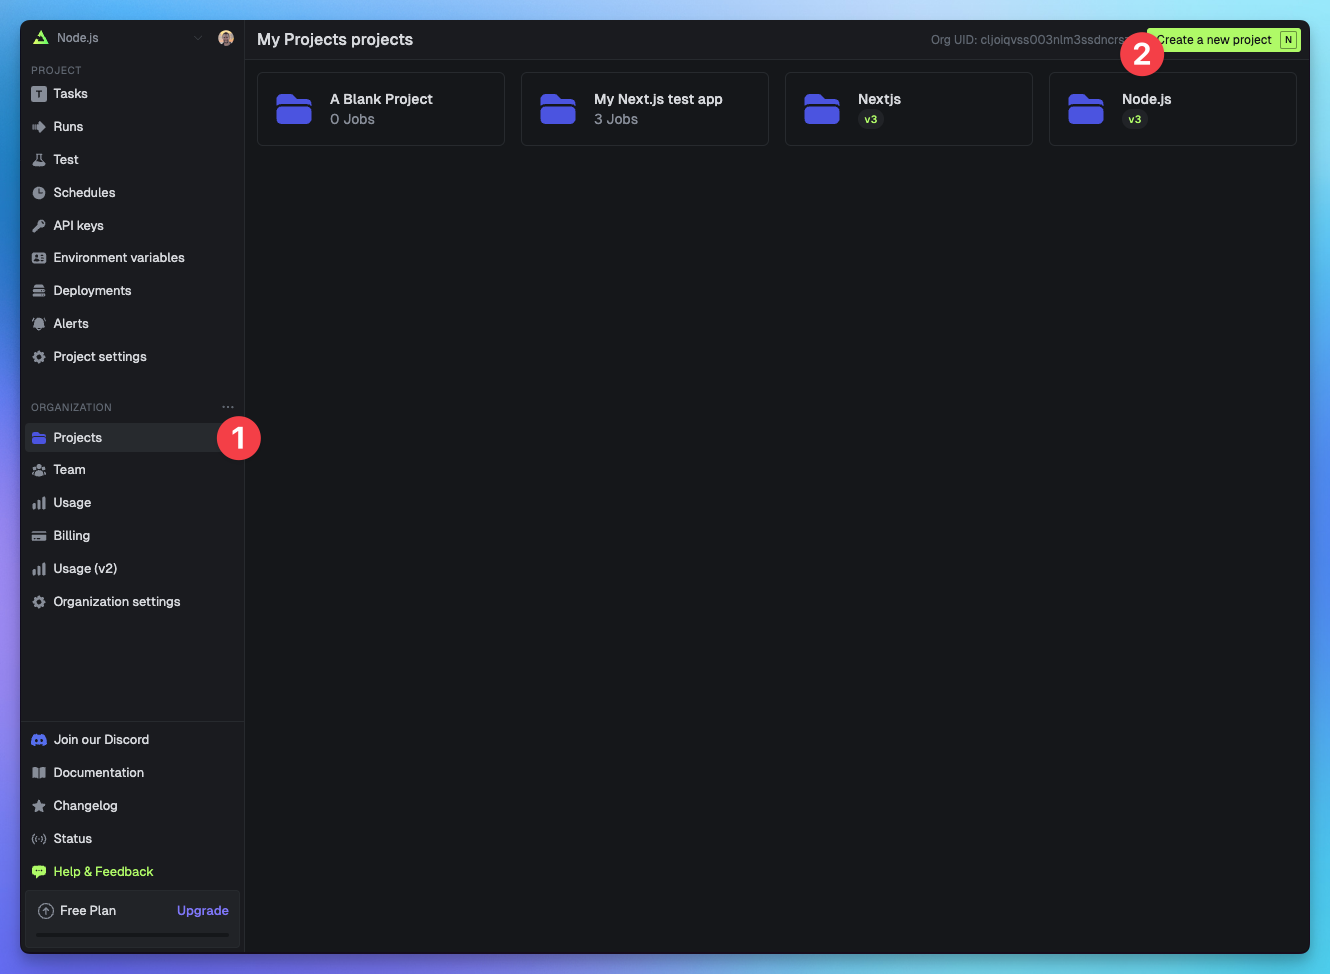 Node.js
PROJECT
T Tasks
Runs
Test
Schedules
API keys
Environment variables
Deployments
Alerts
Project settings
ORGANIZATION
Projects
1
Team
Usage
Billing
Usage (v2)
Organization settings
Join our Discord
Documentation
Changelog
Status
Help & Feedback
Free Plan Upgrade
My Projects projects
Org UID:
2
Create a new project N
A Blank Project
0 Jobs
My Next.js test app
3 Jobs
Nextjs
v3
Node.js
v3